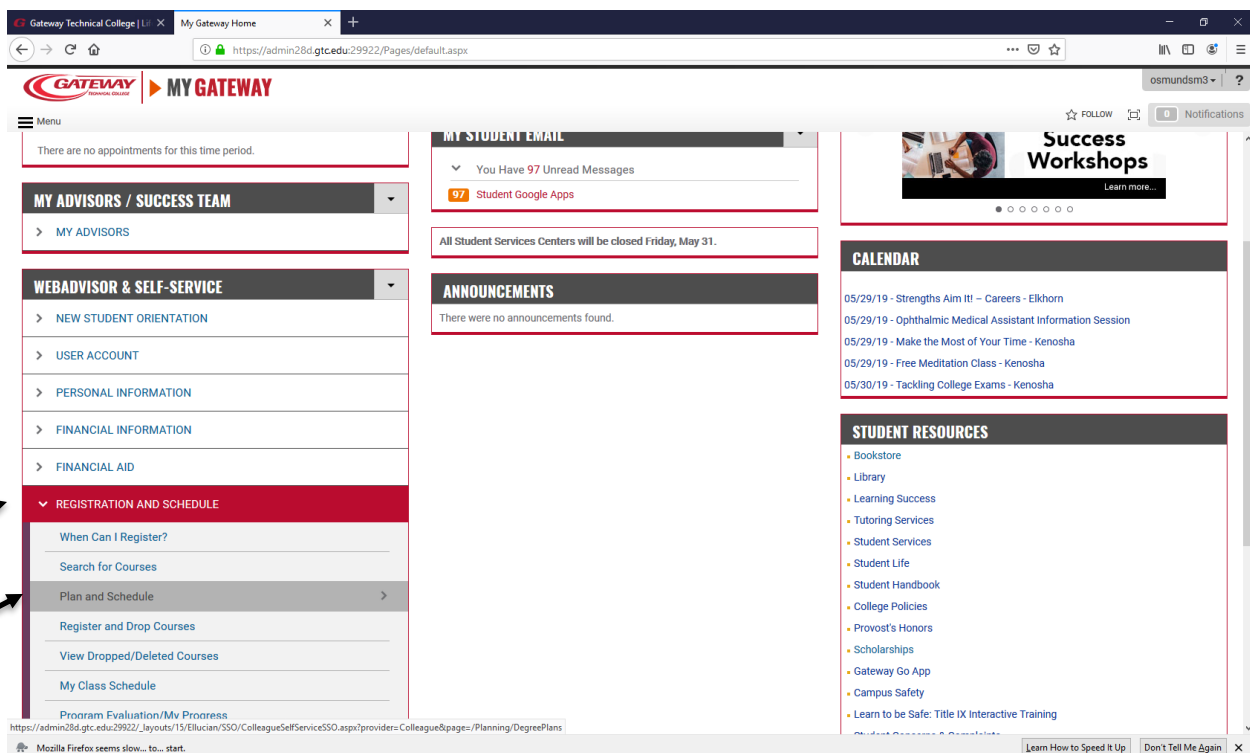 Gateway Technical College | Lif
My Gateway Home
https://admin28d.gtc.edu:29922/Pages/default.aspx
GATEWAY
TECHNICAL COLLEGE
MY GATEWAY
osmundsm3
?
Menu
FOLLOW
0 Notifications
There are no appointments for this time period.
MY ADVISORS / SUCCESS TEAM
MY ADVISORS
WEBADVISOR & SELF-SERVICE
NEW STUDENT ORIENTATION
USER ACCOUNT
PERSONAL INFORMATION
FINANCIAL INFORMATION
FINANCIAL AID
REGISTRATION AND SCHEDULE
When Can I Register?
Search for Courses
Plan and Schedule
Register and Drop Courses
View Dropped/Deleted Courses
My Class Schedule
Program Evaluation/My Progress
MY STUDENT EMAIL
You Have 97 Unread Messages
97 Student Google Apps
All Student Services Centers will be closed Friday, May 31.
ANNOUNCEMENTS
There were no announcements found.
Success
Workshops
Learn more...
CALENDAR
05/29/19 - Strengths Aim It! – Careers - Elkhorn
05/29/19 - Ophthalmic Medical Assistant Information Session
05/29/19 - Make the Most of Your Time - Kenosha
05/29/19 - Free Meditation Class - Kenosha
05/30/19 - Tackling College Exams - Kenosha
STUDENT RESOURCES
Bookstore
Library
Learning Success
Tutoring Services
Student Services
Student Life
Student Handbook
College Policies
Provost's Honors
Scholarships
Gateway Go App
Campus Safety
Learn to be Safe: Title IX Interactive Training
Student Concerns & Complaints
https://admin28d.gtc.edu:29922/_layouts/15/Ellucian/SSO/ColleagueSelfServiceSSO.aspx?provider=Colleague&page=/Planning/DegreePlans
Mozilla Firefox seems slow... to... start.
Learn How to Speed It Up
Don't Tell Me Again